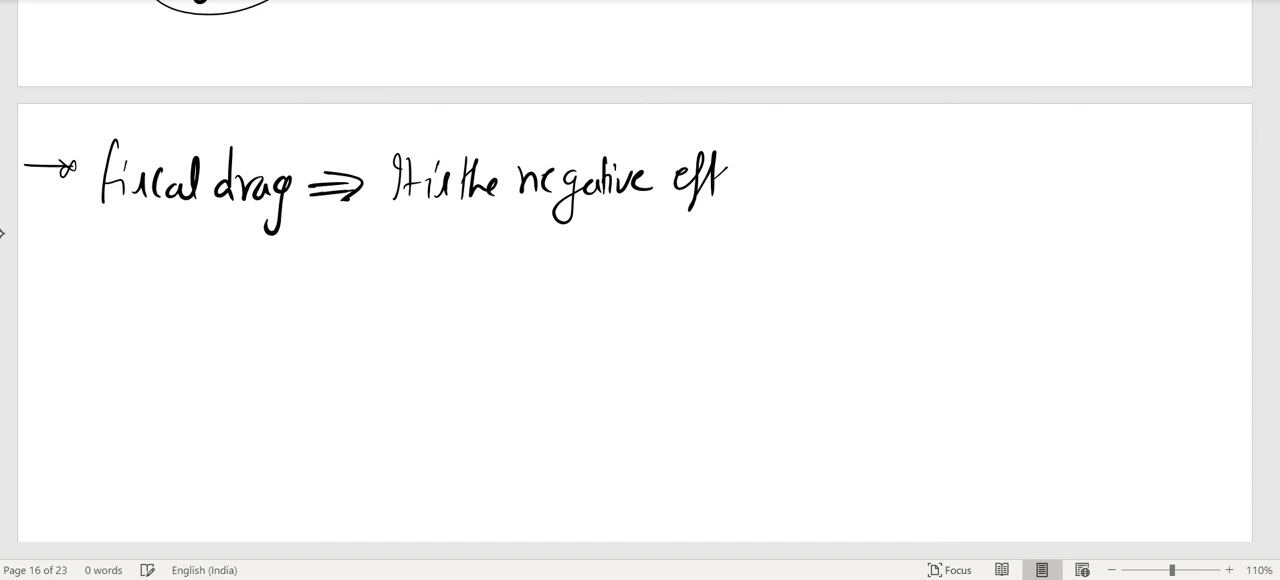 → fiscal drag ⇒ It is the negative eff
Page 16 of 23 0 words English (India) Focus 110%